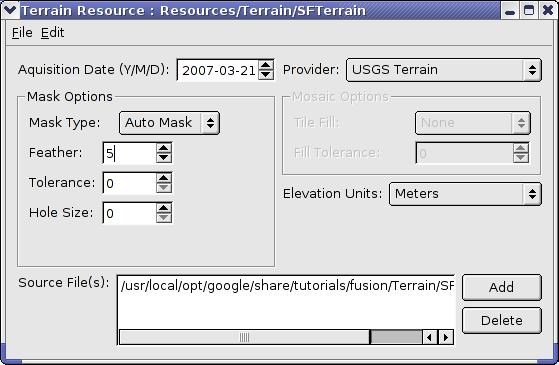 Terrain Resource : Resources/Terrain/SFTerrain
File Edit
Aquisition Date (Y/M/D): 2007-03-21 Provider: USGS Terrain
Mask Options
Mask Type: Auto Mask
Feather: 5
Tolerance: 0
Hole Size: 0
Mosaic Options
Tile Fill: None
Fill Tolerance: 0
Elevation Units: Meters
Source File(s): /usr/local/opt/google/share/tutorials/fusion/Terrain/SF
Add
Delete